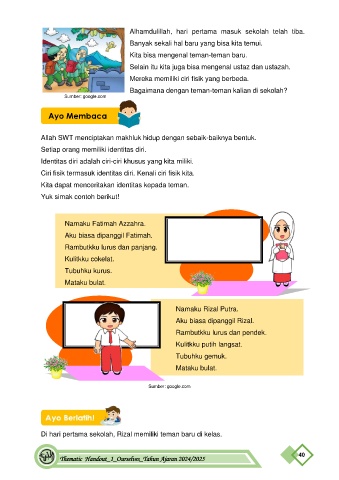 Alhamdulillah, hari pertama masuk sekolah telah tiba.
Banyak sekali hal baru yang bisa kita temui.
Kita bisa mengenal teman-teman baru.
Selain itu kita juga bisa mengenal ustaz dan ustazah.
Mereka memiliki ciri fisik yang berbeda.
Bagaimana dengan teman-teman kalian di sekolah?
Sumber: google.com
Ayo Membaca
Allah SWT menciptakan makhluk hidup dengan sebaik-baiknya bentuk.
Setiap orang memiliki identitas diri.
Identitas diri adalah ciri-ciri khusus yang kita miliki.
Ciri fisik termasuk identitas diri. Kenali ciri fisik kita.
Kita dapat menceritakan identitas kepada teman.
Yuk simak contoh berikut!
Namaku Fatimah Azzahra.
Aku biasa dipanggil Fatimah.
Rambutkku lurus dan panjang.
Kulitkku cokelat.
Tubuhku kurus.
Mataku bulat.
Namaku Rizal Putra.
Aku biasa dipanggil Rizal.
Rambutkku lurus dan pendek.
Kulitkku putih langsat.
Tubuhku gemuk.
Mataku bulat.
Sumber: google.com
Ayo Berlatih!
Di hari pertama sekolah, Rizal memiliki teman baru di kelas.
Thematic Handout_1_Ourselves_Tahun Ajaran 2024/2025
40